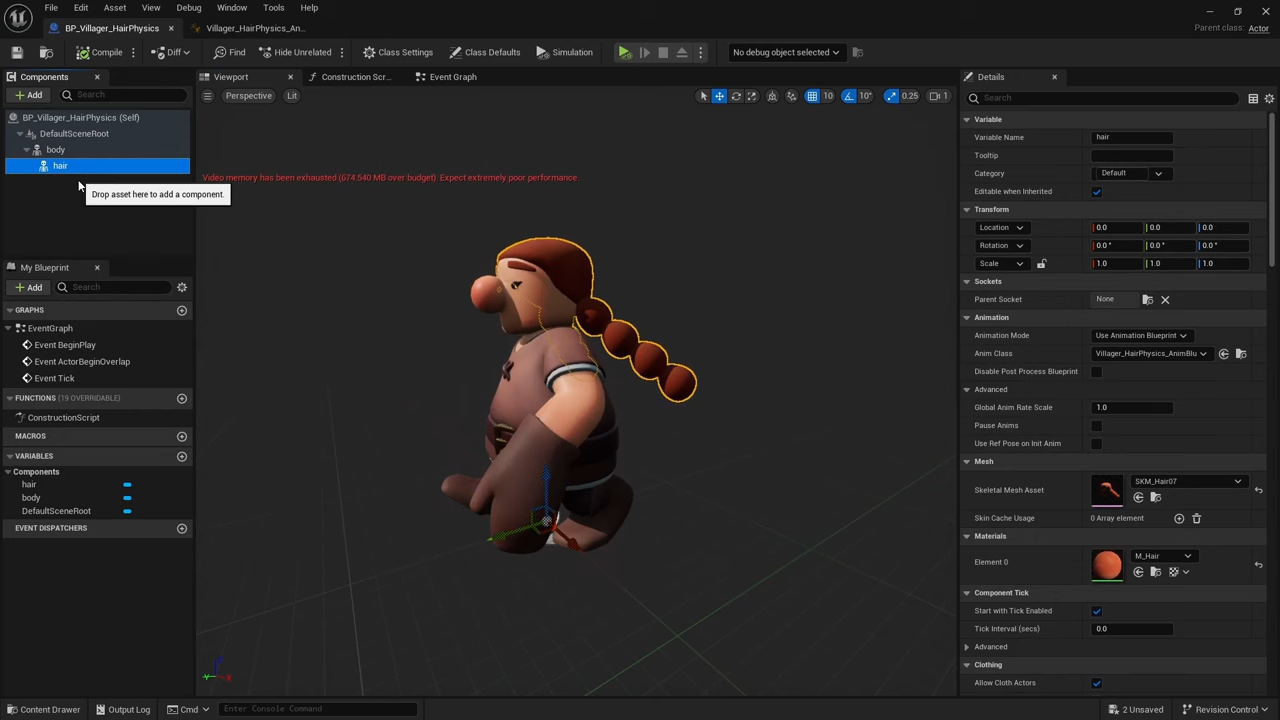 File Edit Asset View Debug Window Tools Help
BP_Villager_HairPhysics Villager_HairPhysics_An... Parent class: Actor
Compile Diff Find Hide Unrelated Class Settings Class Defaults Simulation No debug object selected
Components Viewport Construction Scr... Event Graph Details
Add Search Perspective Lit 10 10° 0.25 1 Search
BP_Villager_HairPhysics (Self)
DefaultSceneRoot
body
hair
Drop asset here to add a component.
Video memory has been exhausted (674.540 MB over budget). Expect extremely poor performance.
My Blueprint
Add Search
GRAPHS
EventGraph
Event BeginPlay
Event ActorBeginOverlap
Event Tick
FUNCTIONS (19 OVERRIDABLE)
ConstructionScript
MACROS
VARIABLES
Components
hair
body
DefaultSceneRoot
EVENT DISPATCHERS
Variable
Variable Name hair
Tooltip
Category Default
Editable when Inherited
Transform
Location 0.0 0.0 0.0
Rotation 0.0 ° 0.0 ° 0.0 °
Scale 1.0 1.0 1.0
Sockets
Parent Socket None
Animation
Animation Mode Use Animation Blueprint
Anim Class Villager_HairPhysics_AnimBlu
Disable Post Process Blueprint
Advanced
Global Anim Rate Scale 1.0
Pause Anims
Use Ref Pose on Init Anim
Mesh
Skeletal Mesh Asset SKM_Hair07
Skin Cache Usage 0 Array element
Materials
Element 0 M_Hair
Component Tick
Start with Tick Enabled
Tick Interval (secs) 0.0
Advanced
Clothing
Allow Cloth Actors
Content Drawer Output Log Cmd Enter Console Command 2 Unsaved Revision Control